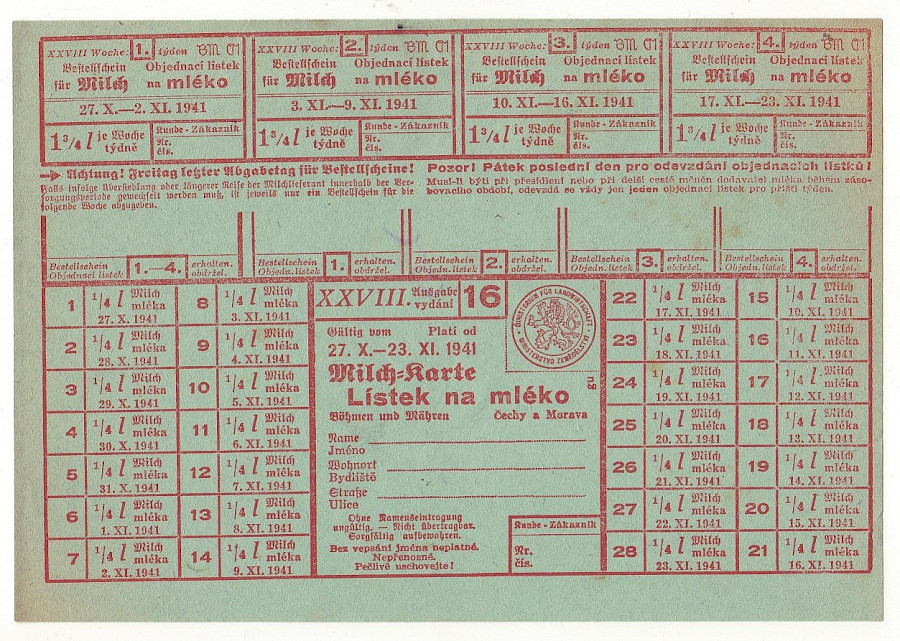 XXVIII Woche: 1. týden BM C1
Bestellschein Objednací lístek
für Milch na mléko
27. X.—2. XI. 1941
1 3/4 l je Woche týdně
Kunde - Zákazník
Nr.
čís.
XXVIII Woche: 2. týden BM C1
Bestellschein Objednací lístek
für Milch na mléko
3. XI.—9. XI. 1941
1 3/4 l je Woche týdně
Kunde - Zákazník
Nr.
čís.
XXVIII Woche: 3. týden BM C1
Bestellschein Objednací lístek
für Milch na mléko
10. XI.—16. XI. 1941
1 3/4 l je Woche týdně
Kunde - Zákazník
Nr.
čís.
XXVIII Woche: 4. týden BM C1
Bestellschein Objednací lístek
für Milch na mléko
17. XI.—23. XI. 1941
1 3/4 l je Woche týdně
Kunde - Zákazník
Nr.
čís.
Achtung! Freitag letzter Abgabetag für Bestellscheine!
Falls infolge Übersiedlung oder längerer Reise der Milchlieferant innerhalb der Ver-
sorgungsperiode gewechselt werden muß, ist jeweils nur ein Bestellschein für die
folgende Woche abzugeben.
Pozor! Pátek poslední den pro odevzdání objednacích lístků!
Musí-li býti při přesídlení nebo při delší cestě měněn dodavatel mléka během záso-
bovacího období, odevzdá se vždy jen jeden objednací lístek pro příští týden.
Bestellschein 1.—4. erhalten.
Objednací lístek obdržel.
Bestellschein 1. erhalten.
Objedn. lístek obdržel.
Bestellschein 2. erhalten.
Objedn. lístek obdržel.
Bestellschein 3. erhalten.
Objedn. lístek obdržel.
Bestellschein 4. erhalten.
Objedn. lístek obdržel.
1 1/4 l Milch mléka 27. X. 1941
8 1/4 l Milch mléka 3. XI. 1941
2 1/4 l Milch mléka 28. X. 1941
9 1/4 l Milch mléka 4. XI. 1941
3 1/4 l Milch mléka 29. X. 1941
10 1/4 l Milch mléka 5. XI. 1941
4 1/4 l Milch mléka 30. X. 1941
11 1/4 l Milch mléka 6. XI. 1941
5 1/4 l Milch mléka 31. X. 1941
12 1/4 l Milch mléka 7. XI. 1941
6 1/4 l Milch mléka 1. XI. 1941
13 1/4 l Milch mléka 8. XI. 1941
7 1/4 l Milch mléka 2. XI. 1941
14 1/4 l Milch mléka 9. XI. 1941
XXVIII. Ausgabe vydání 16
MINISTERIUM FÜR LANDWIRTSCHAFT
MINISTERSTVO ZEMĚDĚLSTVÍ
Gültig vom Platí od
27. X.—23. XI. 1941
Milch-Karte
Lístek na mléko
Böhmen und Mähren Čechy a Morava
Name
Jméno
Wohnort
Bydliště
Straße
Ulice
Ohne Namenseintragung
ungültig. — Nicht übertragbar.
Sorgfältig aufbewahren.
Bez vepsání jména neplatné.
Nepřenosné.
Pečlivě uschovejte!
Kunde - Zákazník
Nr.
čís.
22 1/4 l Milch mléka 17. XI. 1941
15 1/4 l Milch mléka 10. XI. 1941
23 1/4 l Milch mléka 18. XI. 1941
16 1/4 l Milch mléka 11. XI. 1941
24 1/4 l Milch mléka 19. XI. 1941
17 1/4 l Milch mléka 12. XI. 1941
25 1/4 l Milch mléka 20. XI. 1941
18 1/4 l Milch mléka 13. XI. 1941
26 1/4 l Milch mléka 21. XI. 1941
19 1/4 l Milch mléka 14. XI. 1941
27 1/4 l Milch mléka 22. XI. 1941
20 1/4 l Milch mléka 15. XI. 1941
28 1/4 l Milch mléka 23. XI. 1941
21 1/4 l Milch mléka 16. XI. 1941